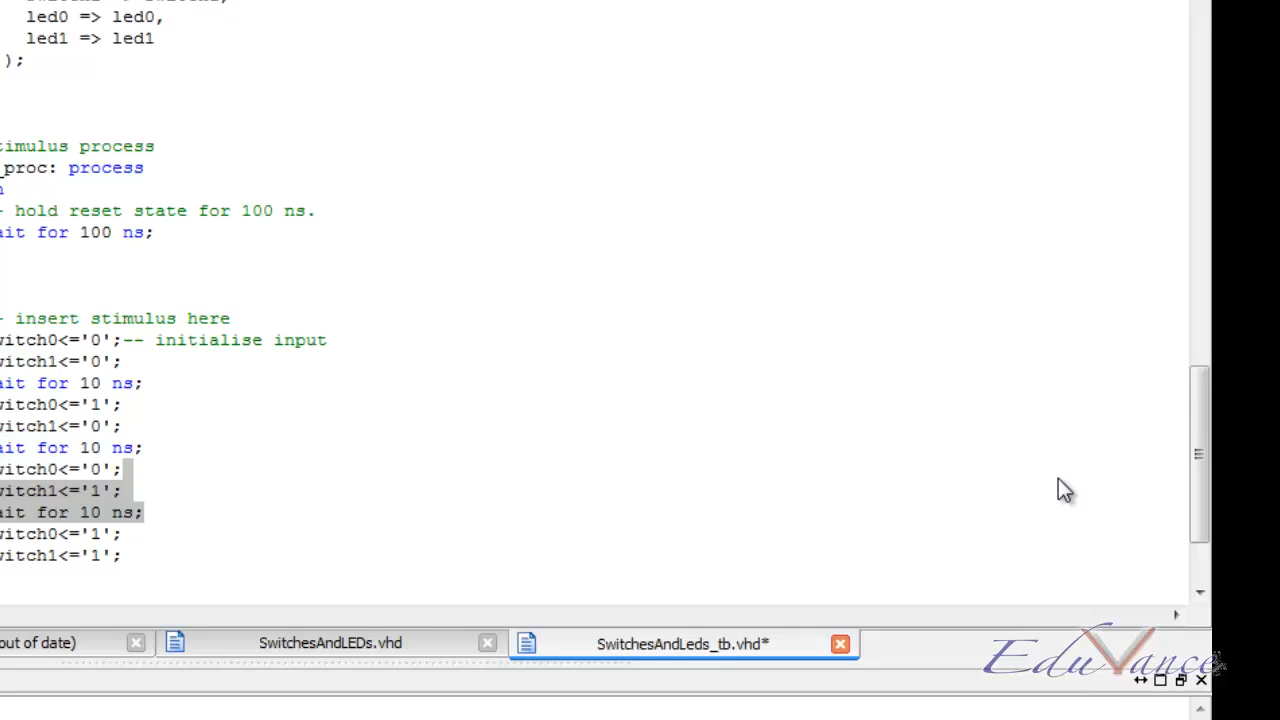 led0 => led0,
led1 => led1
);
timulus process
_proc: process
n
- hold reset state for 100 ns.
ait for 100 ns;
- insert stimulus here
witch0<='0';-- initialise input
witch1<='0';
ait for 10 ns;
witch0<='1';
witch1<='0';
ait for 10 ns;
witch0<='0';
witch1<='1';
ait for 10 ns;
witch0<='1';
witch1<='1';
out of date)
SwitchesAndLEDs.vhd
SwitchesAndLeds_tb.vhd*
EduVance